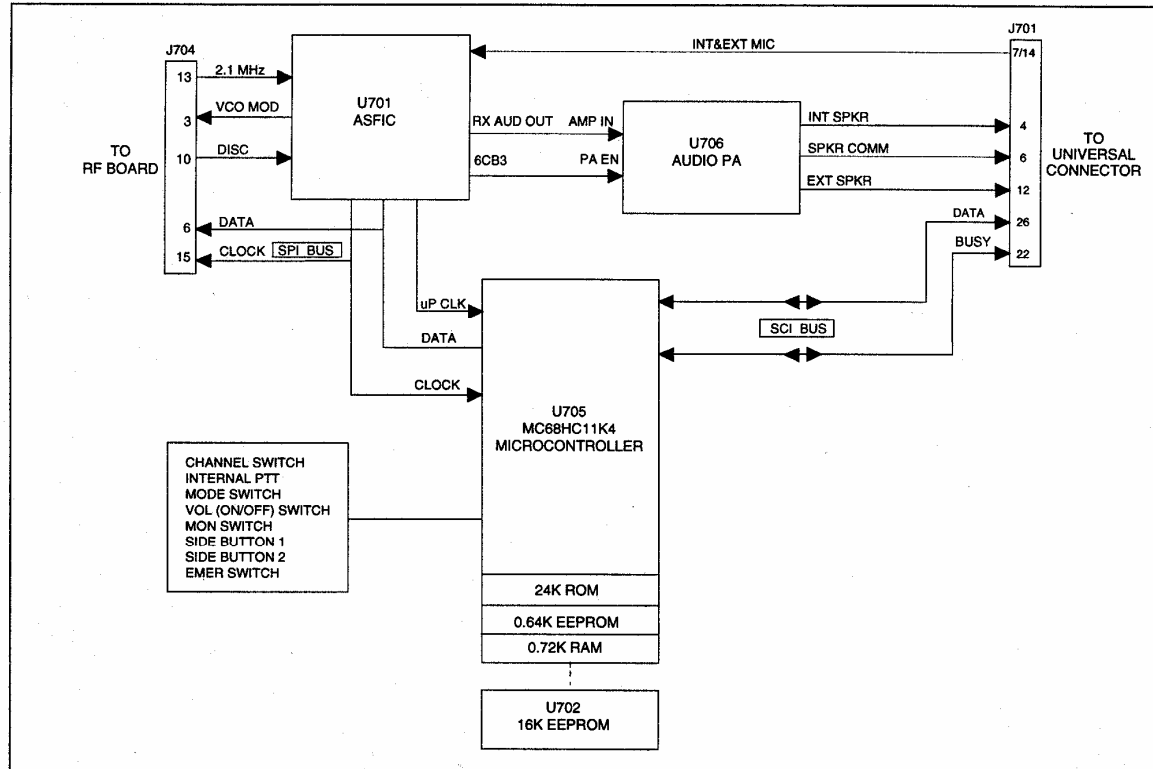 J704
13
2.1 MHz
3
VCO MOD
TO
RF BOARD
10
DISC
6
DATA
15
CLOCK
SPI BUS
U701
ASFIC
INT&EXT MIC
RX AUD OUT
AMP IN
6CB3
PA EN
U706
AUDIO PA
INT SPKR
SPKR COMM
EXT SPKR
DATA
BUSY
J701
7/14
4
6
12
26
22
TO
UNIVERSAL
CONNECTOR
uP CLK
DATA
CLOCK
SCI BUS
U705
MC68HC11K4
MICROCONTROLLER
CHANNEL SWITCH
INTERNAL PTT
MODE SWITCH
VOL (ON/OFF) SWITCH
MON SWITCH
SIDE BUTTON 1
SIDE BUTTON 2
EMER SWITCH
24K ROM
0.64K EEPROM
0.72K RAM
U702
16K EEPROM